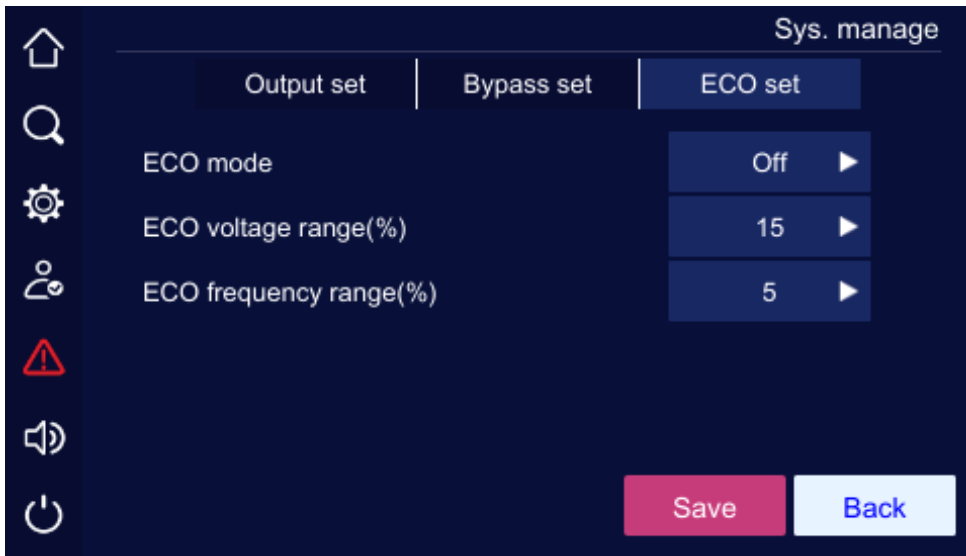 Sys. manage
Output set Bypass set ECO set
ECO mode Off
ECO voltage range(%) 15
ECO frequency range(%) 5
Save Back